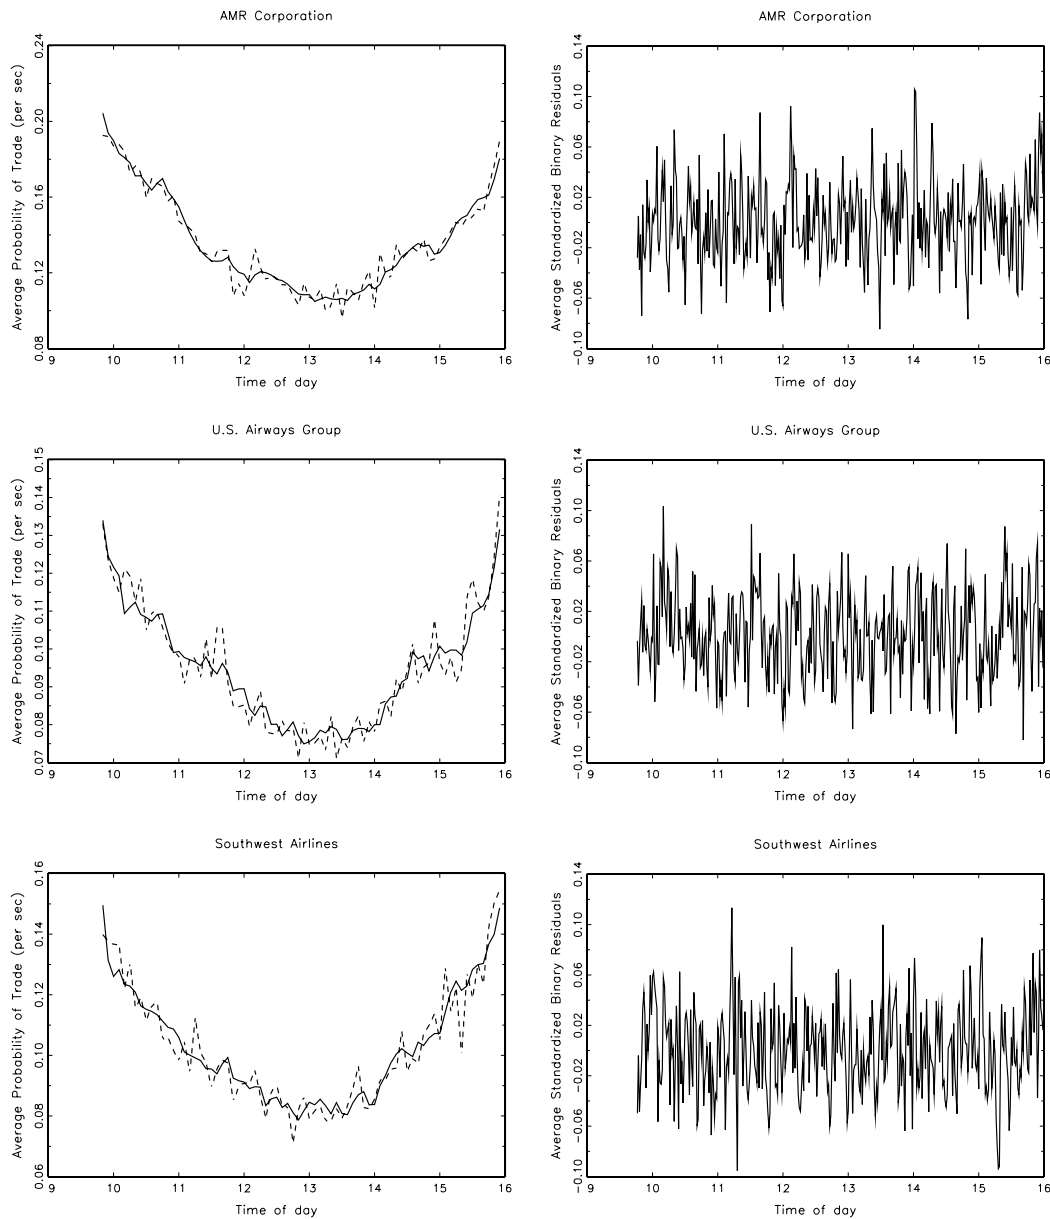 AMR Corporation
Average Probability of Trade (per sec)
0.24
0.20
0.16
0.12
0.08
9 10 11 12 13 14 15 16
Time of day
AMR Corporation
Average Standardized Binary Residuals
0.14
0.10
0.06
0.02
-0.02
-0.06
-0.10
9 10 11 12 13 14 15 16
Time of day
U.S. Airways Group
Average Probability of Trade (per sec)
0.15
0.14
0.13
0.12
0.11
0.10
0.09
0.08
0.07
9 10 11 12 13 14 15 16
Time of day
U.S. Airways Group
Average Standardized Binary Residuals
0.14
0.10
0.06
0.02
-0.02
-0.06
-0.10
9 10 11 12 13 14 15 16
Time of day
Southwest Airlines
Average Probability of Trade (per sec)
0.16
0.14
0.12
0.10
0.08
0.06
9 10 11 12 13 14 15 16
Time of day
Southwest Airlines
Average Standardized Binary Residuals
0.14
0.10
0.06
0.02
-0.02
-0.06
-0.10
9 10 11 12 13 14 15 16
Time of day